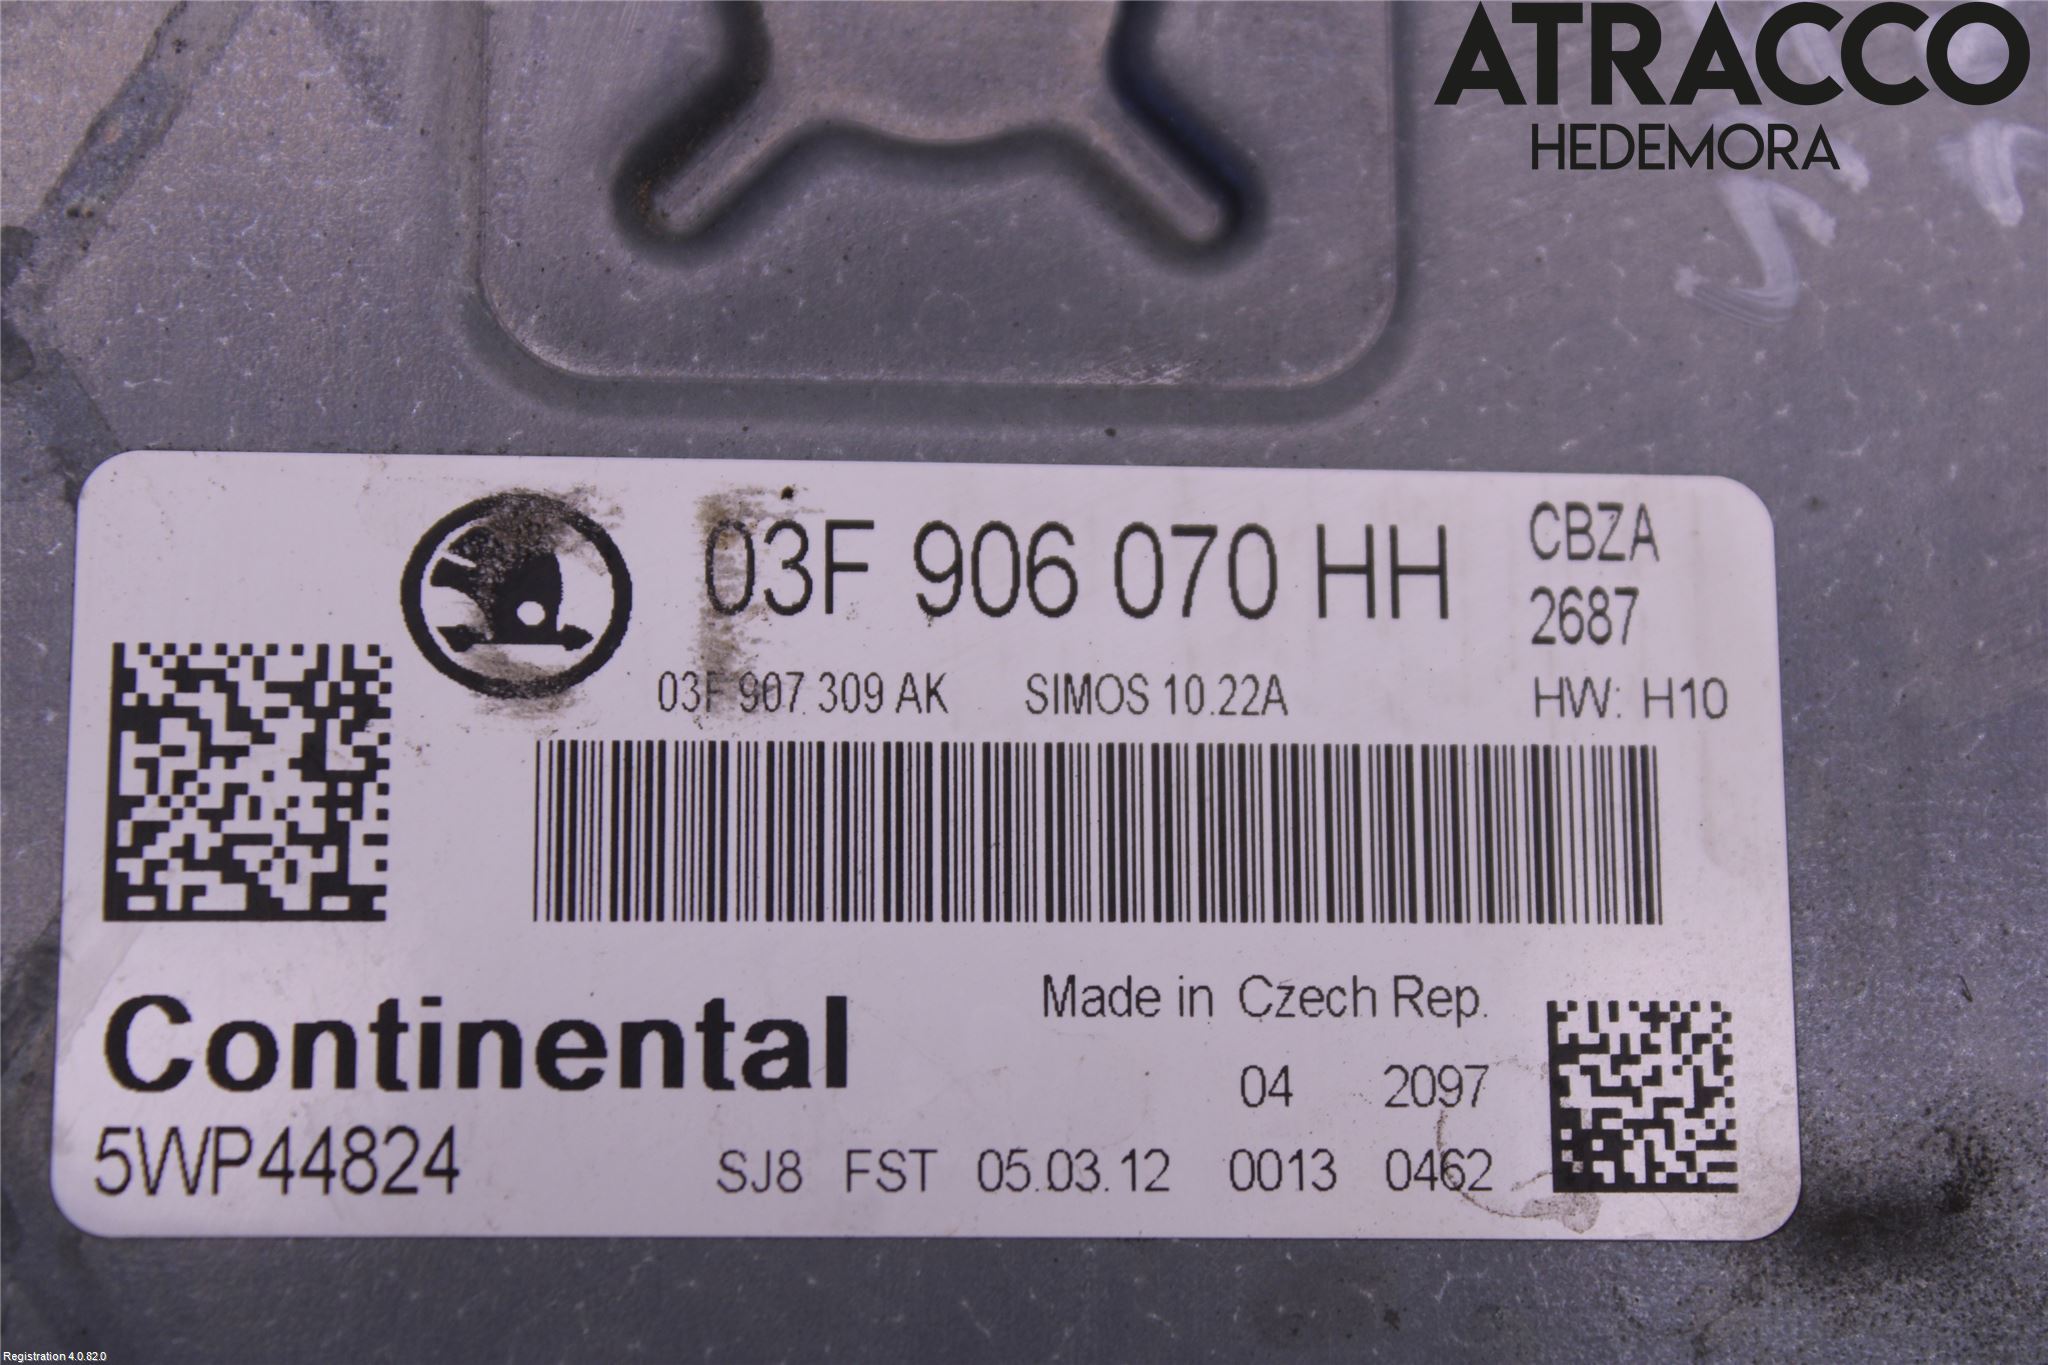 ATRACCO
HEDEMORA
03F 906 070 HH
CBZA
2687
03F 907 309 AK SIMOS 10.22A HW: H10
Made in Czech Rep.
Continental
04 2097
5WP44824
SJ8 FST 05.03.12 0013 0462
Registration 4.0.82.0